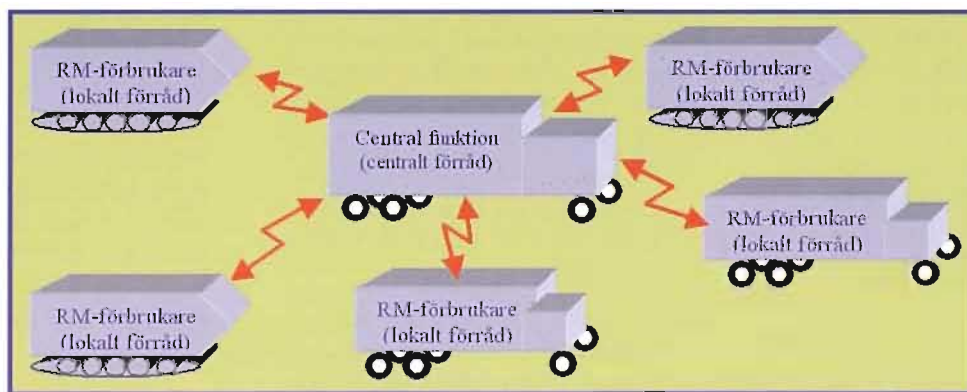 RM-förbrukare
(lokalt förråd)
RM-förbrukare
(lokalt förråd)
Central funktion
(centralt förråd)
RM-förbrukare
(lokalt förråd)
RM-förbrukare
(lokalt förråd)
RM-förbrukare
(lokalt förråd)